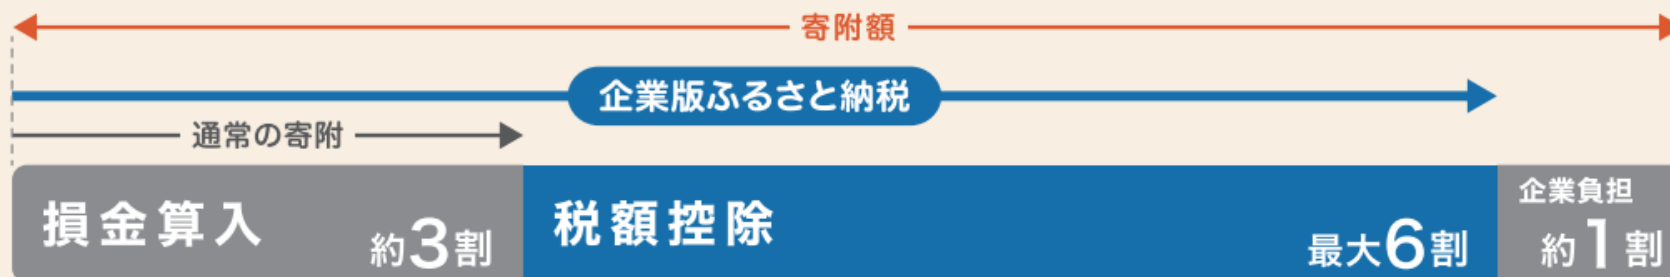 寄附額
企業版ふるさと納税
通常の寄附
損金算入 約3割
税額控除 最大6割
企業負担
約1割